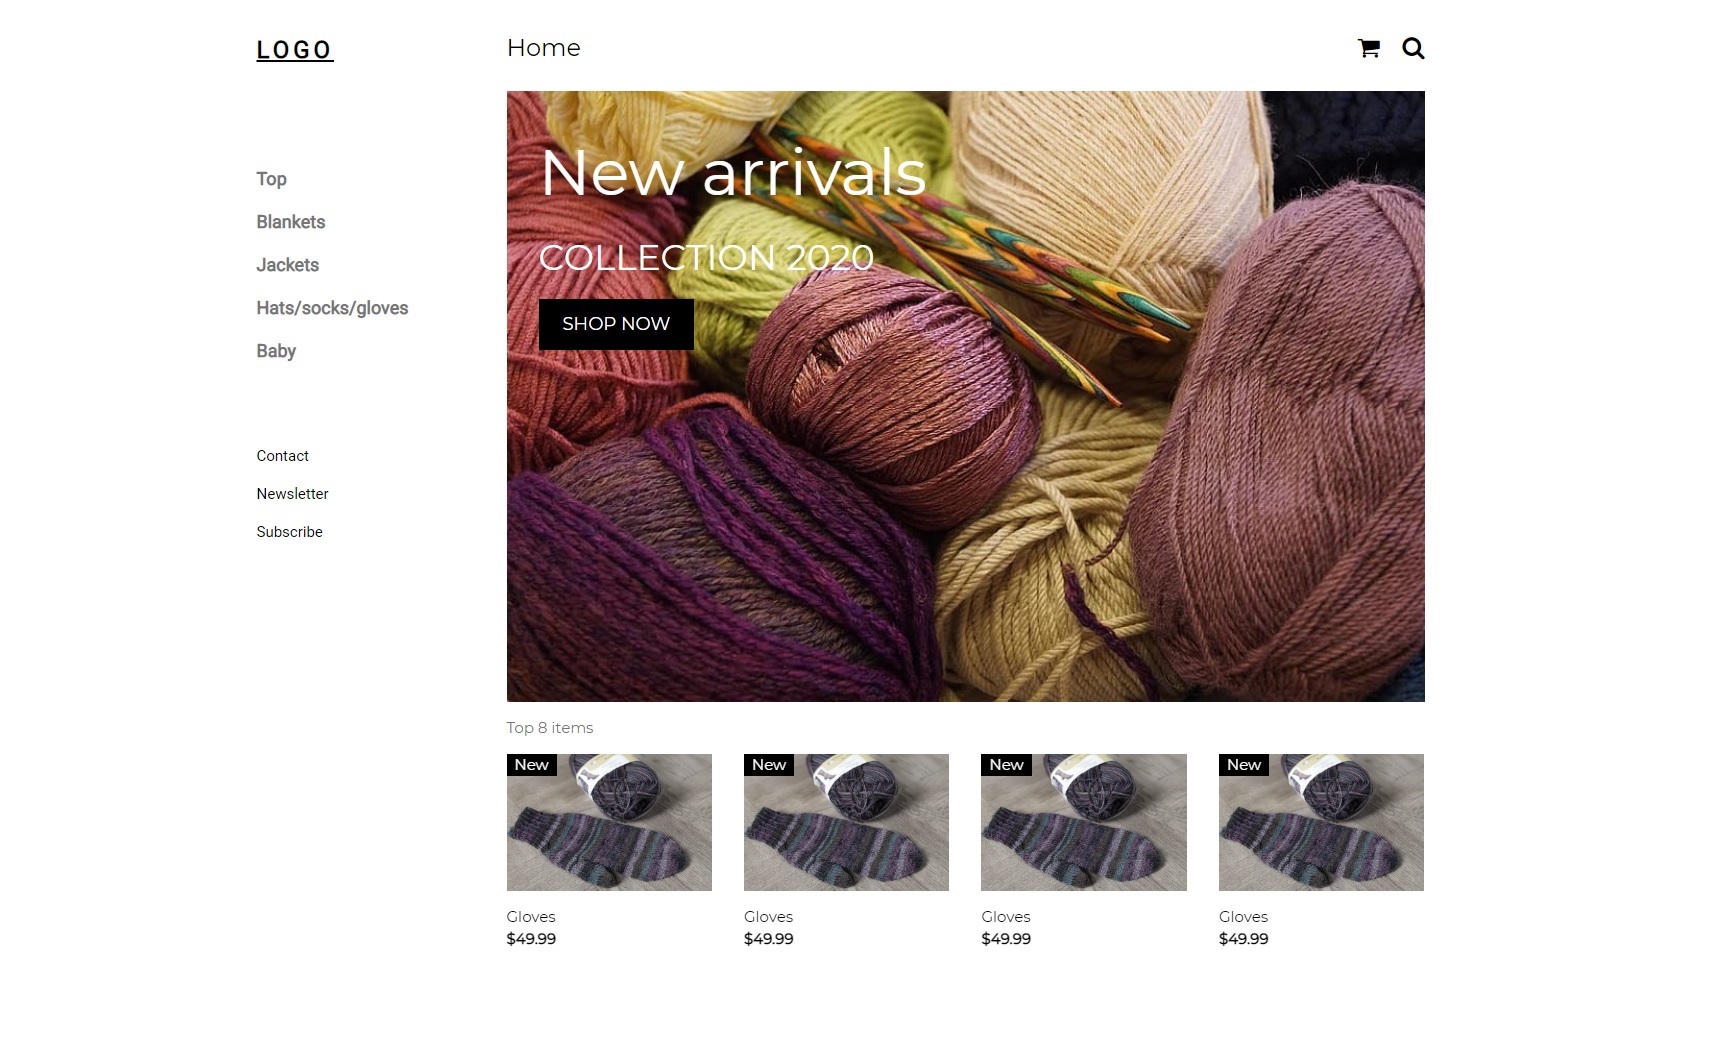 LOGO
Home
Top
Blankets
Jackets
Hats/socks/gloves
Baby
Contact
Newsletter
Subscribe
New arrivals
COLLECTION 2020
SHOP NOW
Top 8 items
New
New
New
New
Gloves
$49.99
Gloves
$49.99
Gloves
$49.99
Gloves
$49.99